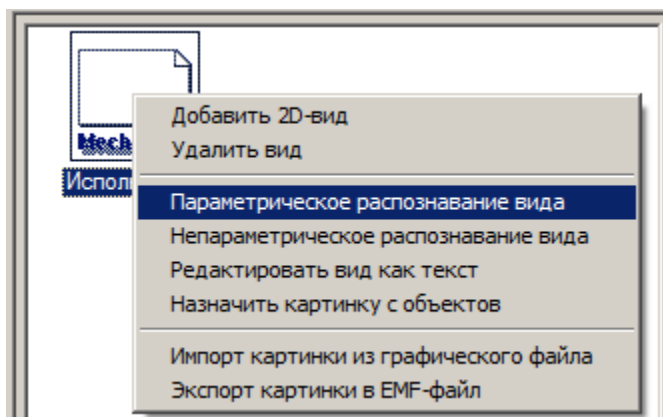 Mech
Добавить 2D-вид
Удалить вид
Параметрическое распознавание вида
Непараметрическое распознавание вида
Редактировать вид как текст
Назначить картинку с объектов
Импорт картинки из графического файла
Экспорт картинки в EMF-файл